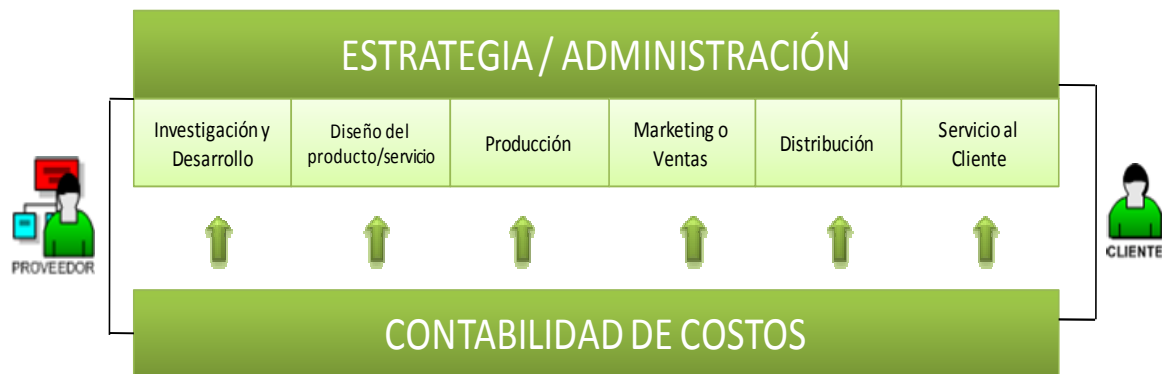 ESTRATEGIA / ADMINISTRACIÓN
Investigación y
Desarrollo
Diseño del
producto/servicio
Producción
Marketing o
Ventas
Distribución
Servicio al
Cliente
PROVEEDOR
CLIENTE
CONTABILIDAD DE COSTOS